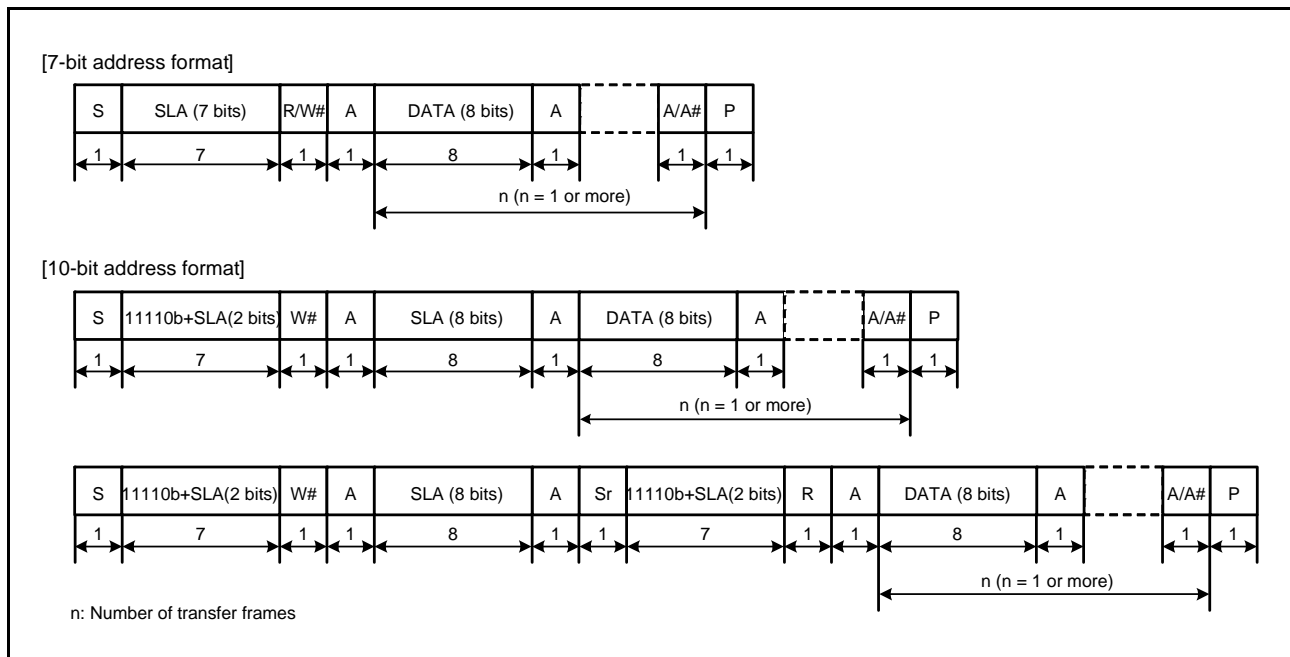 [7-bit address format]
S SLA (7 bits) R/W# A DATA (8 bits) A A/A# P
1 7 1 1 8 1 1 1
n (n = 1 or more)
[10-bit address format]
S 11110b+SLA(2 bits) W# A SLA (8 bits) A DATA (8 bits) A A/A# P
1 7 1 1 8 1 8 1 1 1
n (n = 1 or more)
S 11110b+SLA(2 bits) W# A SLA (8 bits) A Sr 11110b+SLA(2 bits) R A DATA (8 bits) A A/A# P
1 7 1 1 8 1 1 7 1 1 8 1 1 1
n (n = 1 or more)
n: Number of transfer frames